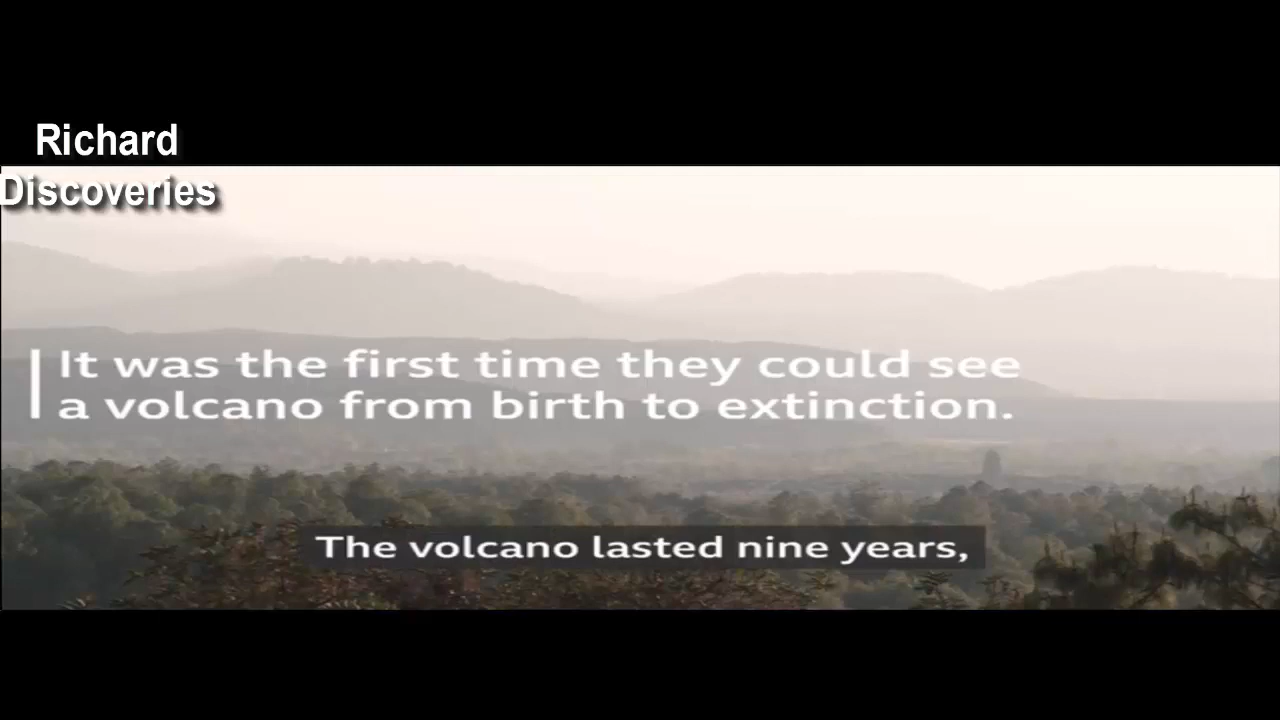 Richard
Discoveries
It was the first time they could see
a volcano from birth to extinction.
The volcano lasted nine years,